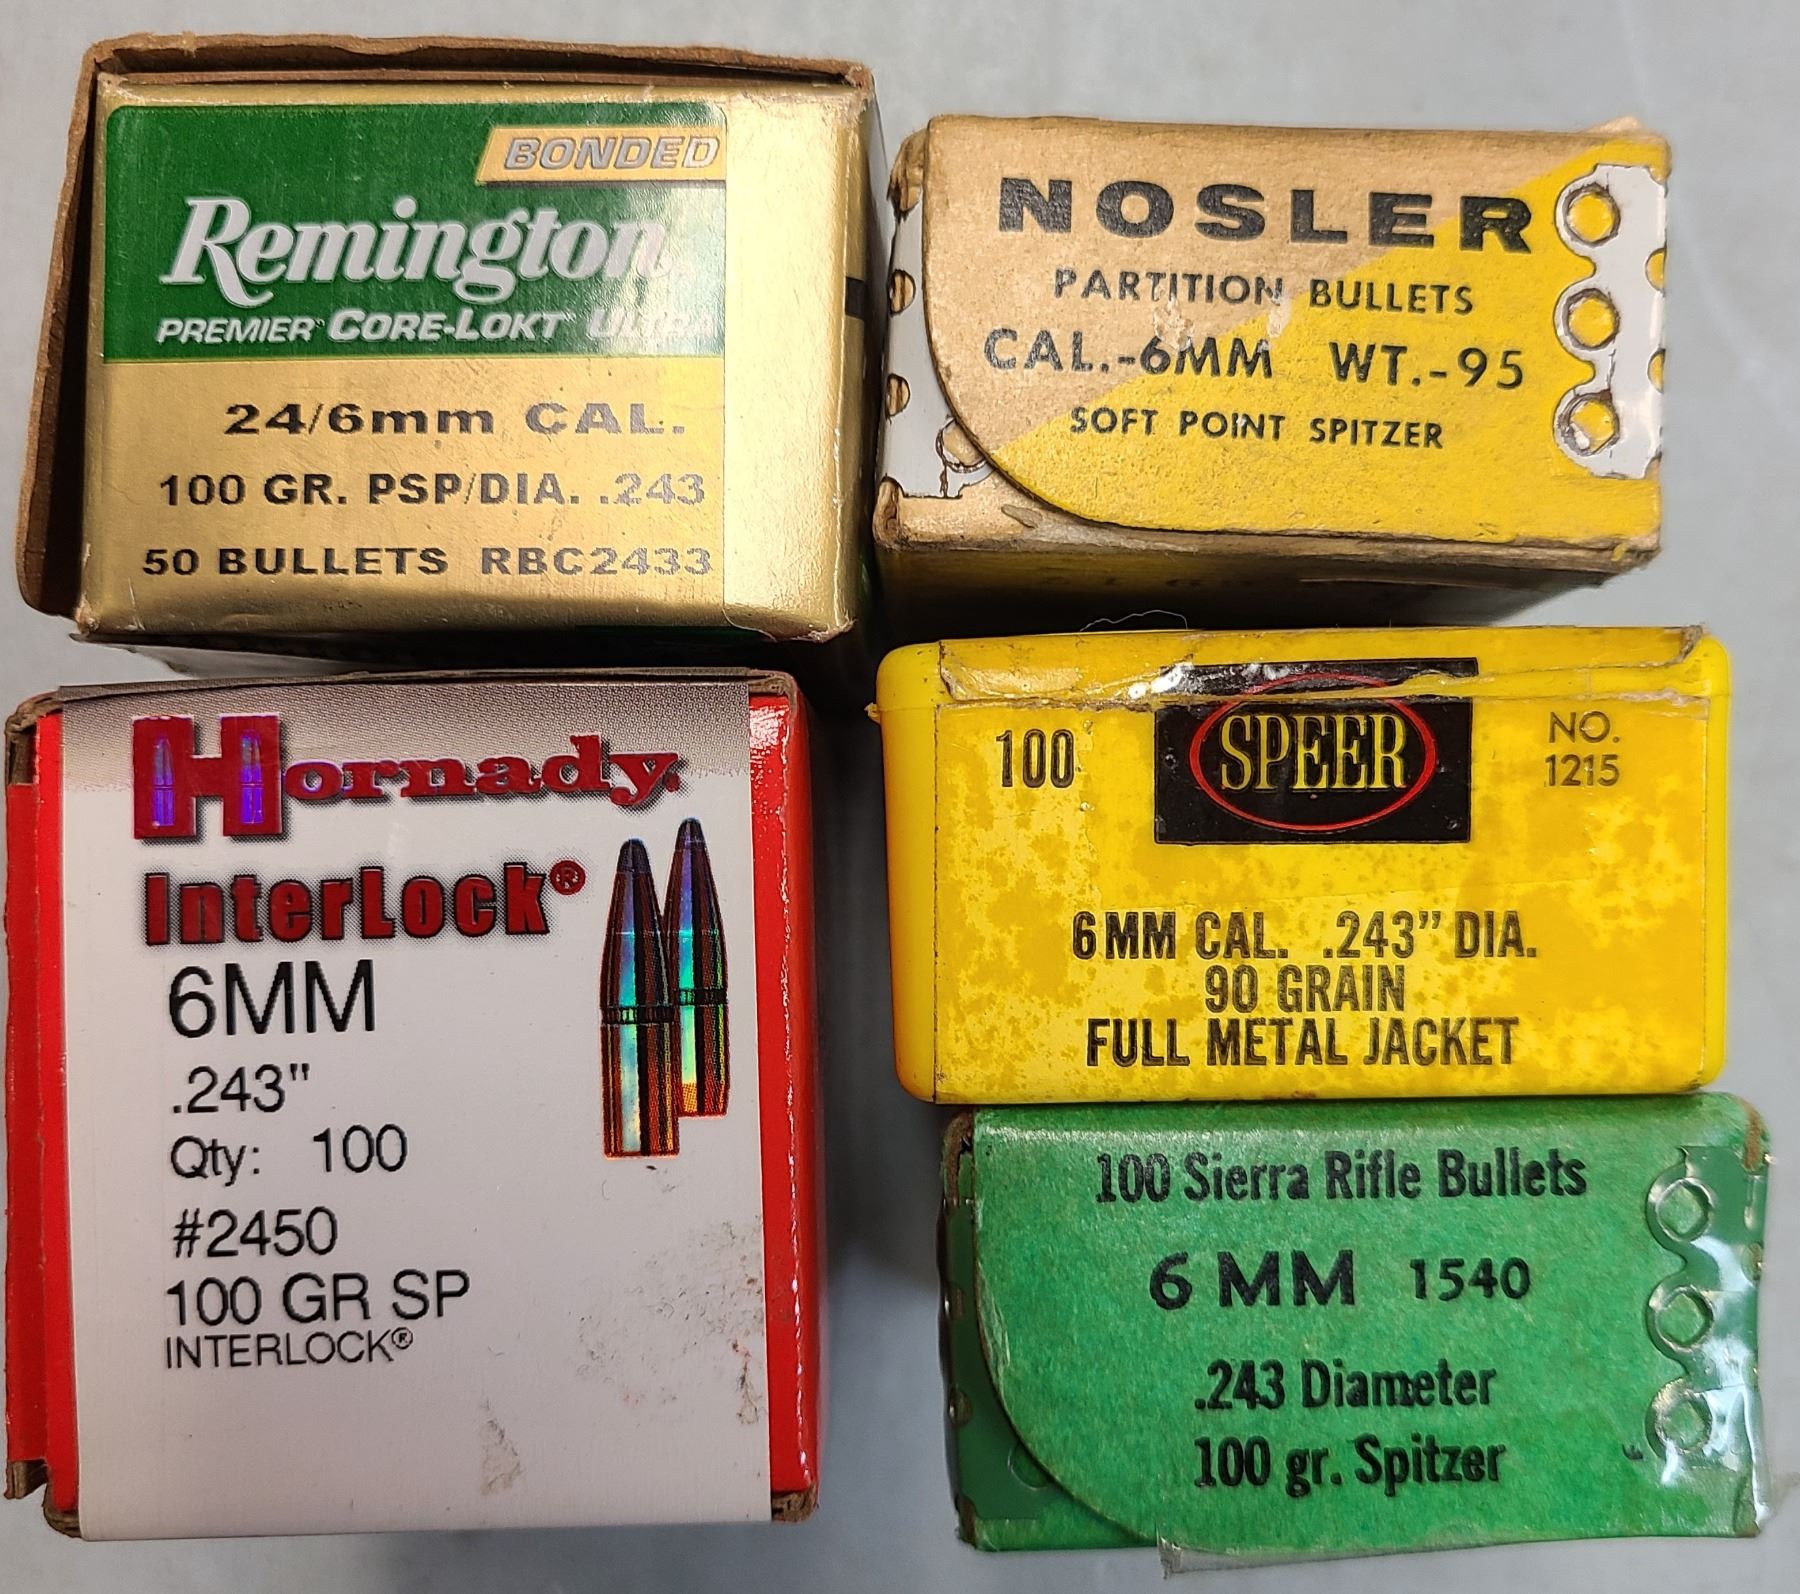 BONDED
Remington
PREMIER CORE-LOKT ULTRA
24/6mm CAL.
100 GR. PSP/DIA. .243
50 BULLETS RBC2433
NOSLER
PARTITION BULLETS
CAL.-6MM WT.-95
SOFT POINT SPITZER
Hornady
InterLock®
6MM
.243"
Qty: 100
#2450
100 GR SP
INTERLOCK®
100 SPEER NO. 1215
6MM CAL. .243" DIA.
90 GRAIN
FULL METAL JACKET
100 Sierra Rifle Bullets
6 MM 1540
.243 Diameter
100 gr. Spitzer